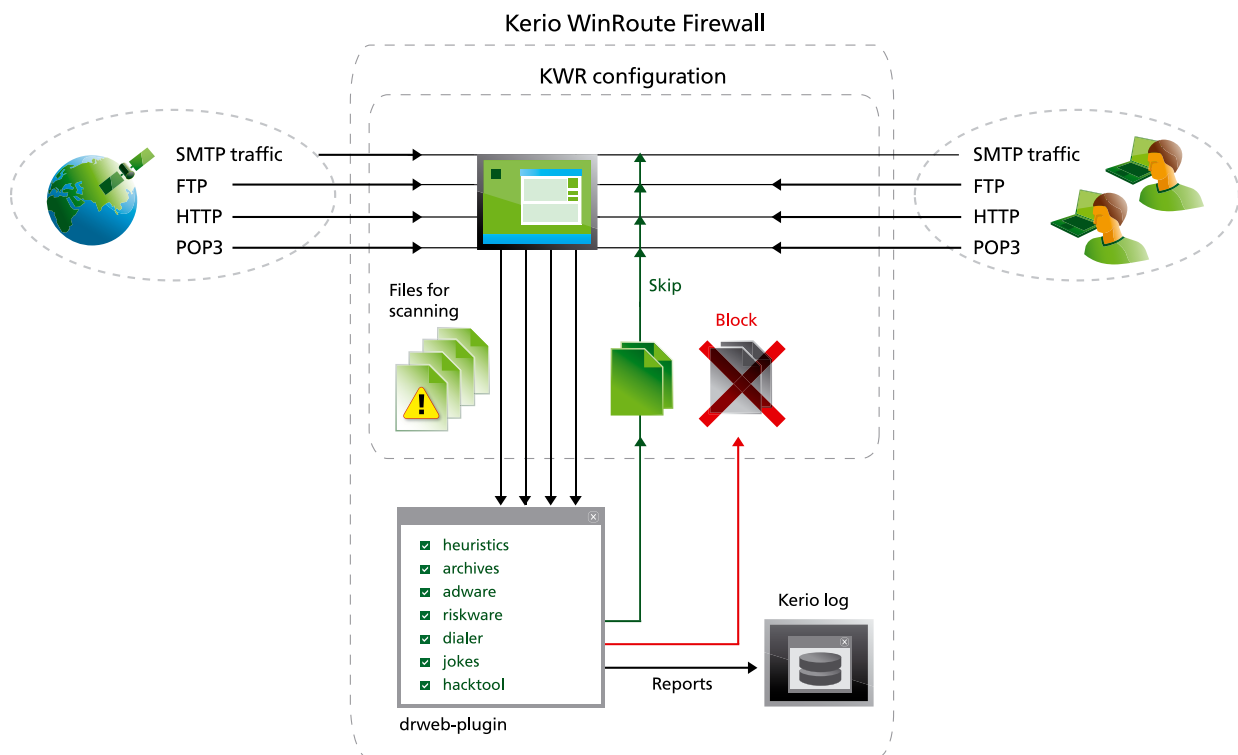 Kerio WinRoute Firewall
KWR configuration
SMTP traffic
FTP
HTTP
POP3
SMTP traffic
FTP
HTTP
POP3
Files for
scanning
Skip
Block
heuristics
archives
adware
riskware
dialer
jokes
hacktool
drweb-plugin
Reports
Kerio log